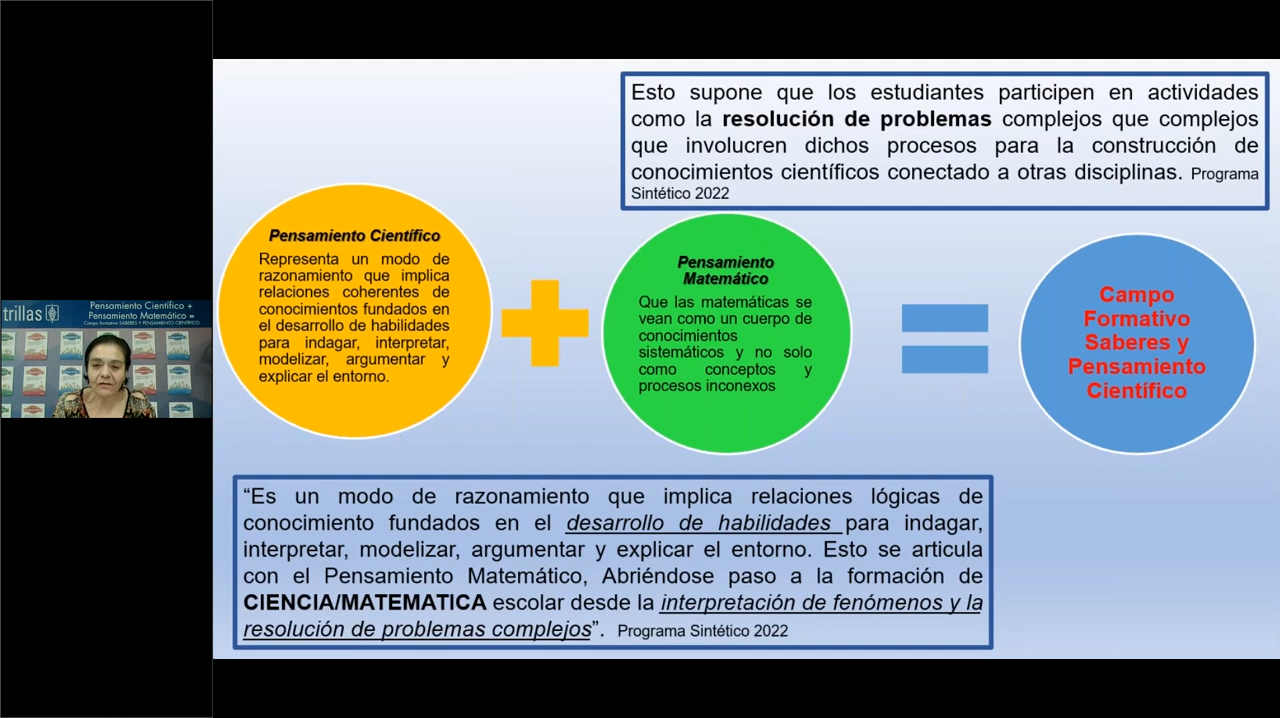 trillas
Pensamiento Científico +
Pensamiento Matemático =
Campo formativo SABERES Y PENSAMIENTO CIENTÍFICO
Esto supone que los estudiantes participen en actividades
como la resolución de problemas complejos que complejos
que involucren dichos procesos para la construcción de
conocimientos científicos conectado a otras disciplinas. Programa
Sintético 2022
Pensamiento Científico
Representa un modo de
razonamiento que implica
relaciones coherentes de
conocimientos fundados en
el desarrollo de habilidades
para indagar, interpretar,
modelizar, argumentar y
explicar el entorno.
Pensamiento
Matemático
Que las matemáticas se
vean como un cuerpo de
conocimientos
sistemáticos y no solo
como conceptos y
procesos inconexos
Campo
Formativo
Saberes y
Pensamiento
Científico
“Es un modo de razonamiento que implica relaciones lógicas de
conocimiento fundados en el desarrollo de habilidades para indagar,
interpretar, modelizar, argumentar y explicar el entorno. Esto se articula
con el Pensamiento Matemático, Abriéndose paso a la formación de
CIENCIA/MATEMATICA escolar desde la interpretación de fenómenos y la
resolución de problemas complejos”. Programa Sintético 2022